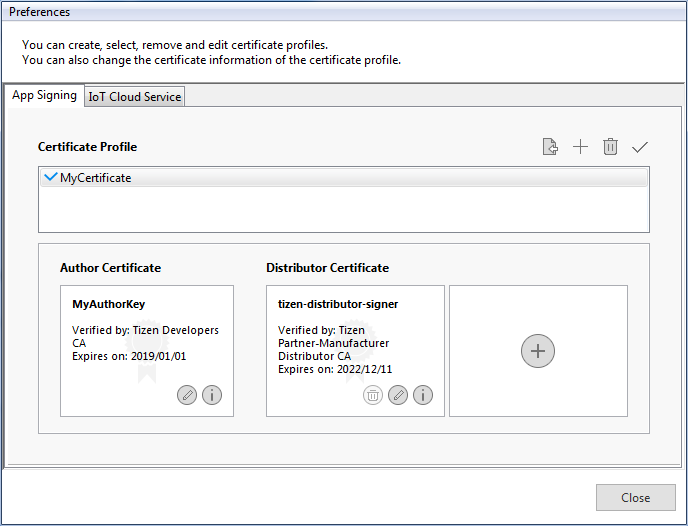 Preferences
You can create, select, remove and edit certificate profiles.
You can also change the certificate information of the certificate profile.
App Signing
IoT Cloud Service
Certificate Profile
MyCertificate
Author Certificate
MyAuthorKey
Verified by: Tizen Developers
CA
Expires on: 2019/01/01
Distributor Certificate
tizen-distributor-signer
Verified by: Tizen
Partner-Manufacturer
Distributor CA
Expires on: 2022/12/11
Close